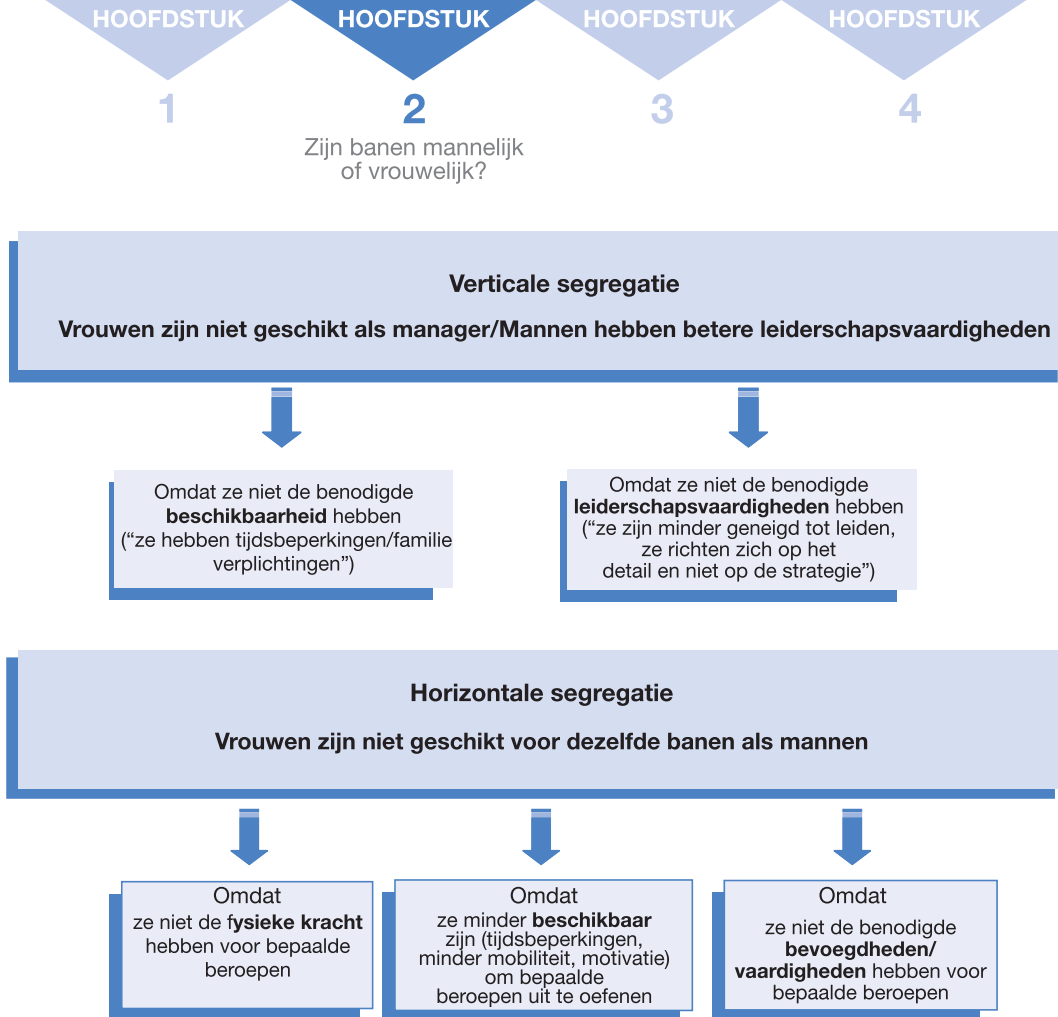 HOOFDSTUK HOOFDSTUK HOOFDSTUK HOOFDSTUK
1 2 3 4
Zijn banen mannelijk
of vrouwelijk?
Verticale segregatie
Vrouwen zijn niet geschikt als manager/Mannen hebben betere leiderschapsvaardigheden
Omdat ze niet de benodigde
beschikbaarheid hebben
(“ze hebben tijdsbeperkingen/familie
verplichtingen”)
Omdat ze niet de benodigde
leiderschapsvaardigheden hebben
(“ze zijn minder geneigd tot leiden,
ze richten zich op het
detail en niet op de strategie”)
Horizontale segregatie
Vrouwen zijn niet geschikt voor dezelfde banen als mannen
Omdat
ze niet de fysieke kracht
hebben voor bepaalde
beroepen
Omdat
ze minder beschikbaar
zijn (tijdsbeperkingen,
minder mobiliteit, motivatie)
om bepaalde
beroepen uit te oefenen
Omdat
ze niet de benodigde
bevoegdheden/
vaardigheden hebben voor
bepaalde beroepen